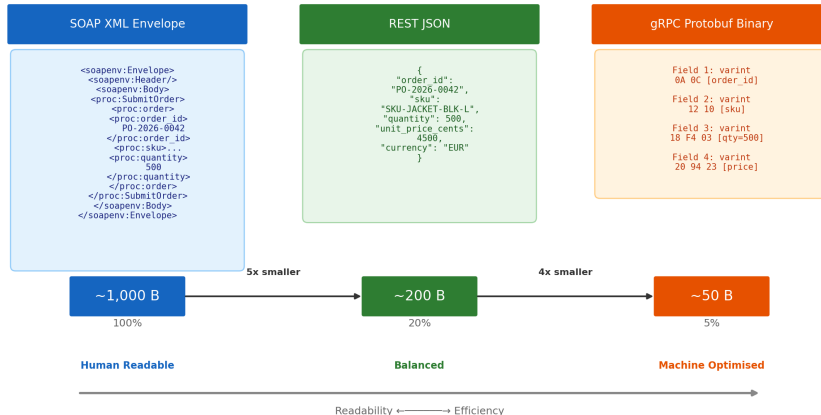 SOAP XML Envelope
<soapenv:Envelope>
<soapenv:Header/>
<soapenv:Body>
<proc:SubmitOrder>
<proc:order>
<proc:order_id>
PO-2026-0042
</proc:order_id>
<proc:sku>...
<proc:quantity>
500
</proc:quantity>
</proc:order>
</proc:SubmitOrder>
</soapenv:Body>
</soapenv:Envelope>
REST JSON
{
"order_id":
"PO-2026-0042",
"sku":
"SKU-JACKET-BLK-L",
"quantity": 500,
"unit_price_cents":
4500,
"currency": "EUR"
}
gRPC Protobuf Binary
Field 1: varint
0A 0C [order_id]
Field 2: varint
12 10 [sku]
Field 3: varint
18 F4 03 [qty=500]
Field 4: varint
20 94 23 [price]
~1,000 B
5x smaller
~200 B
4x smaller
~50 B
100%
20%
5%
Human Readable
Balanced
Machine Optimised
Readability ←———→ Efficiency